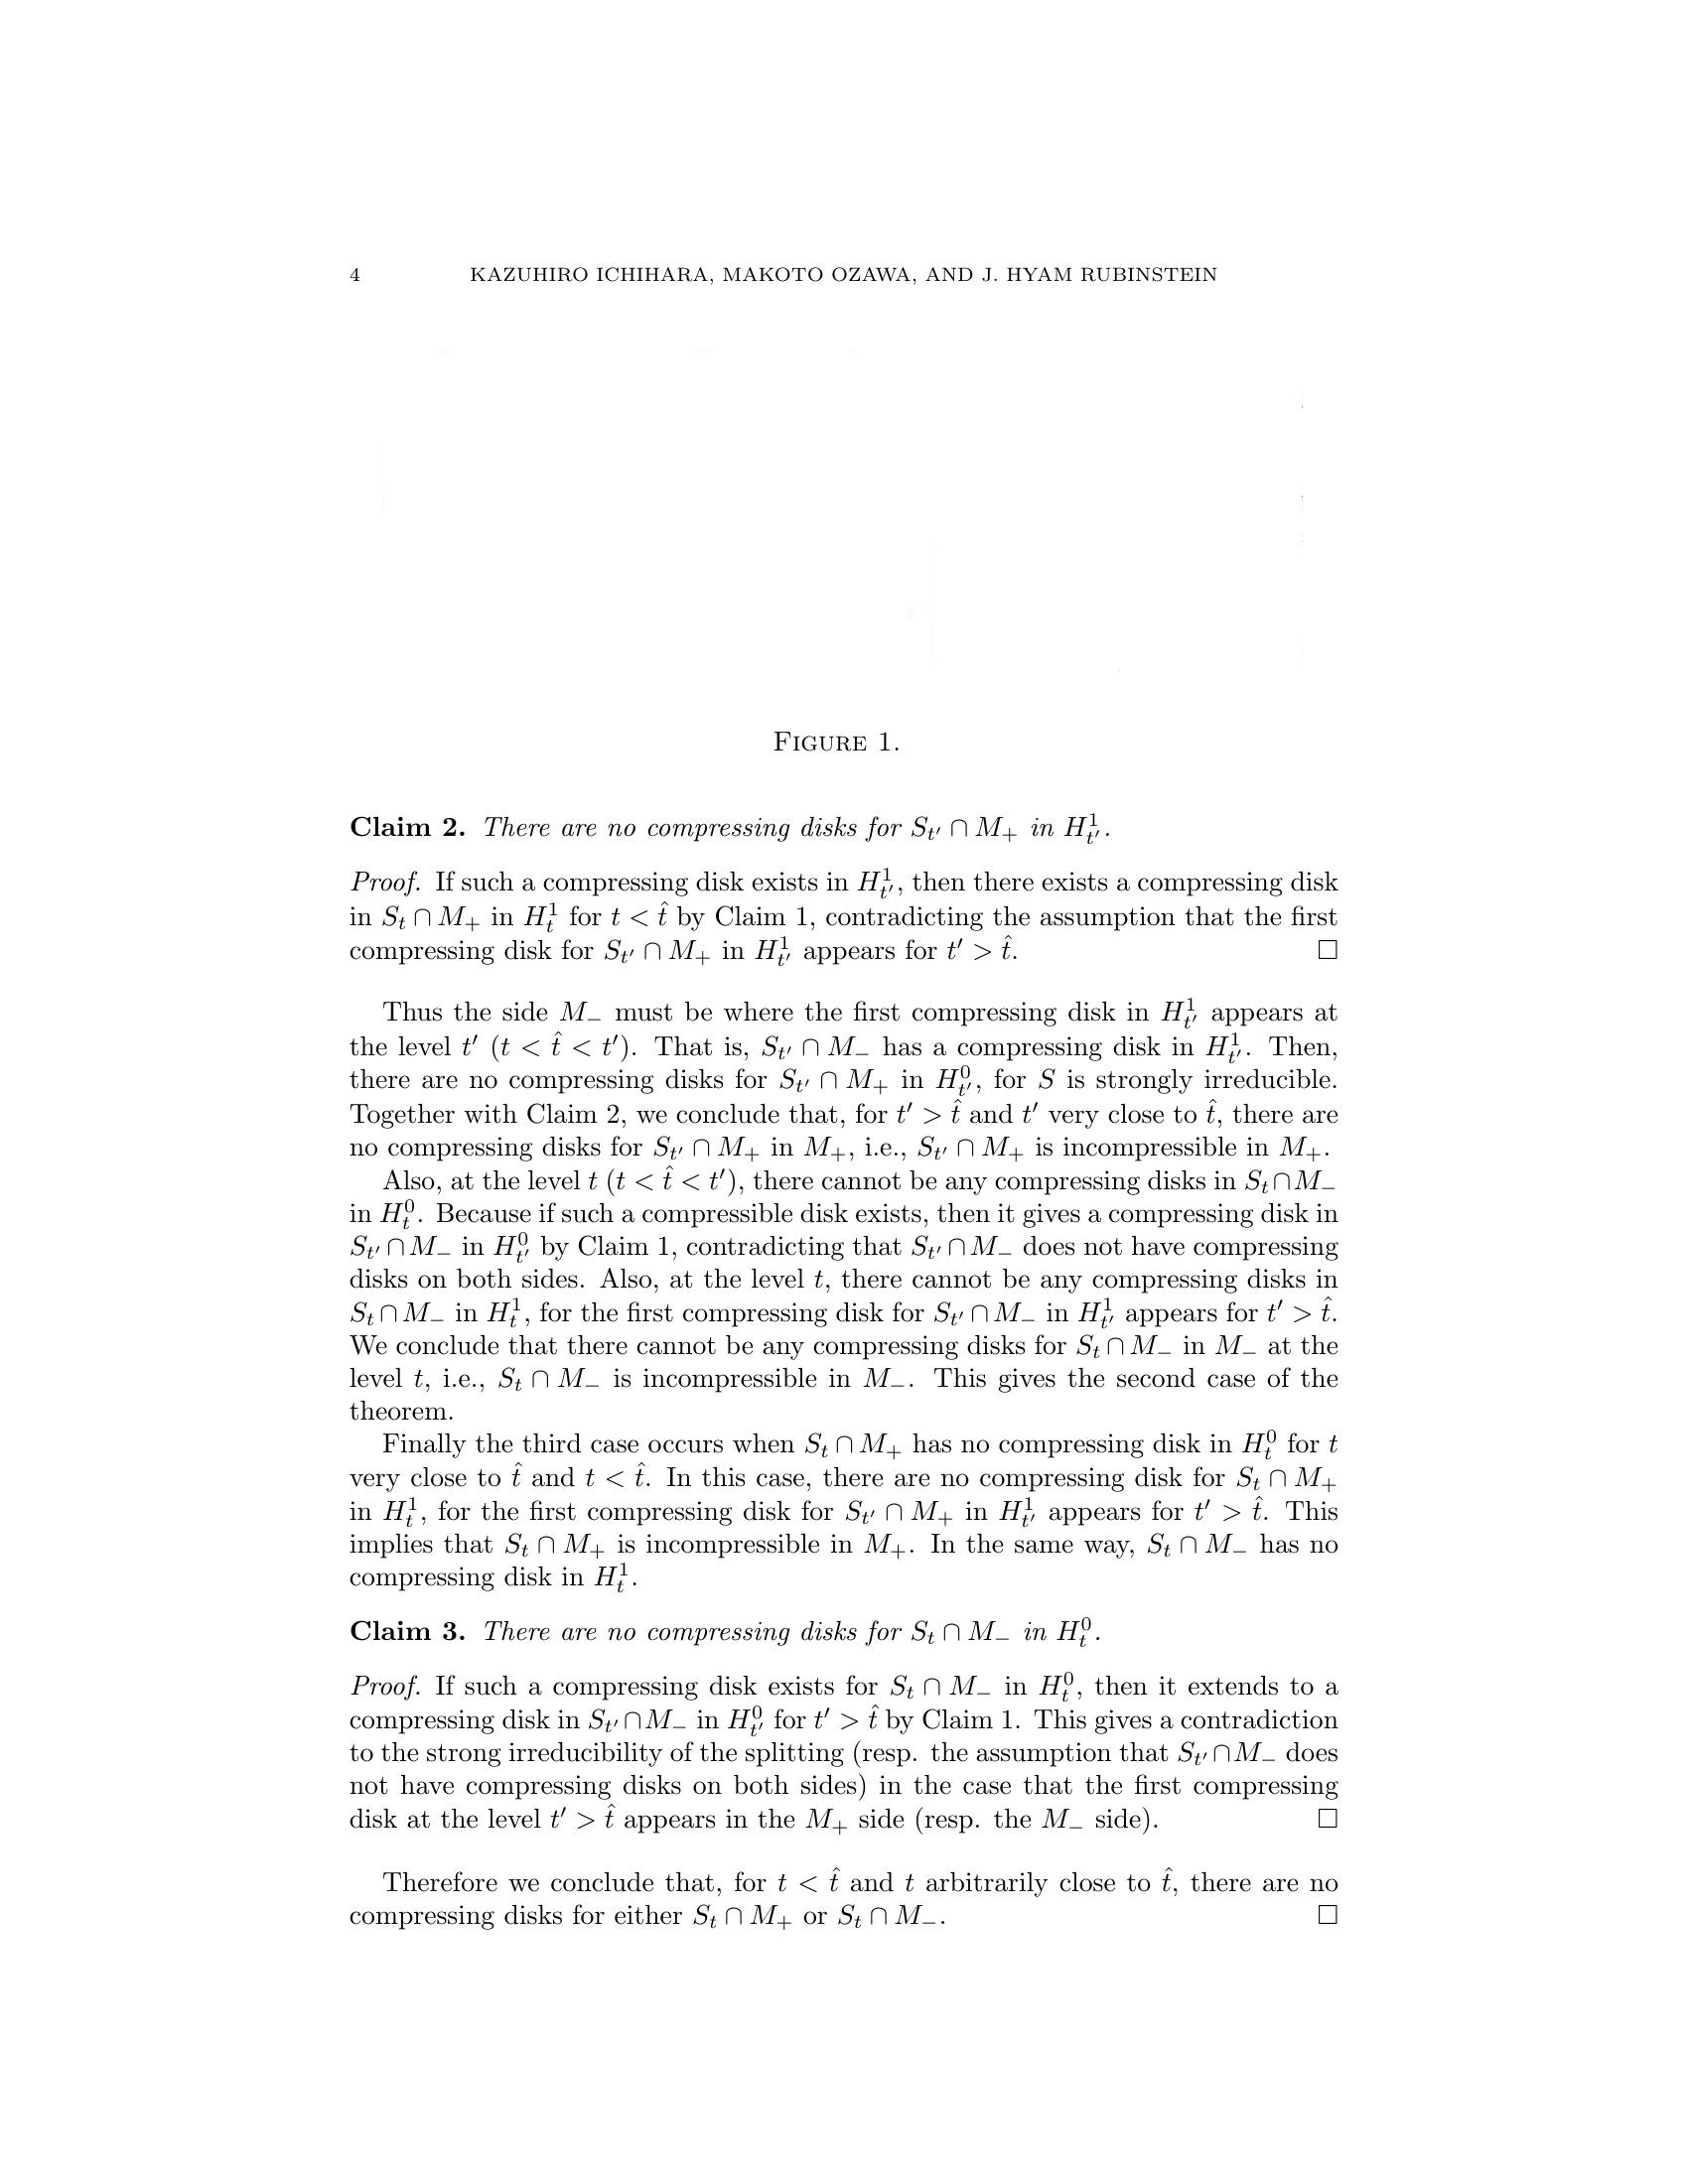 4 KAZUHIRO ICHIHARA, MAKOTO OZAWA, AND J. HYAM RUBINSTEIN
Figure 1.
Claim 2. There are no compressing disks for $S_{t'} \cap M_+$ in $H^1_{t'}$.
Proof. If such a compressing disk exists in $H^1_{t'}$, then there exists a compressing disk
in $S_t \cap M_+$ in $H^1_t$ for $t < \hat{t}$ by Claim 1, contradicting the assumption that the first
compressing disk for $S_{t'} \cap M_+$ in $H^1_{t'}$ appears for $t' > \hat{t}$. □
Thus the side $M_-$ must be where the first compressing disk in $H^1_{t'}$ appears at
the level $t'$ ($t < \hat{t} < t'$). That is, $S_{t'} \cap M_-$ has a compressing disk in $H^1_{t'}$. Then,
there are no compressing disks for $S_{t'} \cap M_+$ in $H^0_{t'}$, for $S$ is strongly irreducible.
Together with Claim 2, we conclude that, for $t' > \hat{t}$ and $t'$ very close to $\hat{t}$, there are
no compressing disks for $S_{t'} \cap M_+$ in $M_+$, i.e., $S_{t'} \cap M_+$ is incompressible in $M_+$.
Also, at the level $t$ ($t < \hat{t} < t'$), there cannot be any compressing disks in $S_t \cap M_-$
in $H^0_t$. Because if such a compressible disk exists, then it gives a compressing disk in
$S_{t'} \cap M_-$ in $H^0_{t'}$ by Claim 1, contradicting that $S_{t'} \cap M_-$ does not have compressing
disks on both sides. Also, at the level $t$, there cannot be any compressing disks in
$S_t \cap M_-$ in $H^1_t$, for the first compressing disk for $S_{t'} \cap M_-$ in $H^1_{t'}$ appears for $t' > \hat{t}$.
We conclude that there cannot be any compressing disks for $S_t \cap M_-$ in $M_-$ at the
level $t$, i.e., $S_t \cap M_-$ is incompressible in $M_-$. This gives the second case of the
theorem.
Finally the third case occurs when $S_t \cap M_+$ has no compressing disk in $H^0_t$ for $t$
very close to $\hat{t}$ and $t < \hat{t}$. In this case, there are no compressing disk for $S_t \cap M_+$
in $H^1_t$, for the first compressing disk for $S_{t'} \cap M_+$ in $H^1_{t'}$ appears for $t' > \hat{t}$. This
implies that $S_t \cap M_+$ is incompressible in $M_+$. In the same way, $S_t \cap M_-$ has no
compressing disk in $H^1_t$.
Claim 3. There are no compressing disks for $S_t \cap M_-$ in $H^0_t$.
Proof. If such a compressing disk exists for $S_t \cap M_-$ in $H^0_t$, then it extends to a
compressing disk in $S_{t'} \cap M_-$ in $H^0_{t'}$ for $t' > \hat{t}$ by Claim 1. This gives a contradiction
to the strong irreducibility of the splitting (resp. the assumption that $S_{t'} \cap M_-$ does
not have compressing disks on both sides) in the case that the first compressing
disk at the level $t' > \hat{t}$ appears in the $M_+$ side (resp. the $M_-$ side). □
Therefore we conclude that, for $t < \hat{t}$ and $t$ arbitrarily close to $\hat{t}$, there are no
compressing disks for either $S_t \cap M_+$ or $S_t \cap M_-$. □